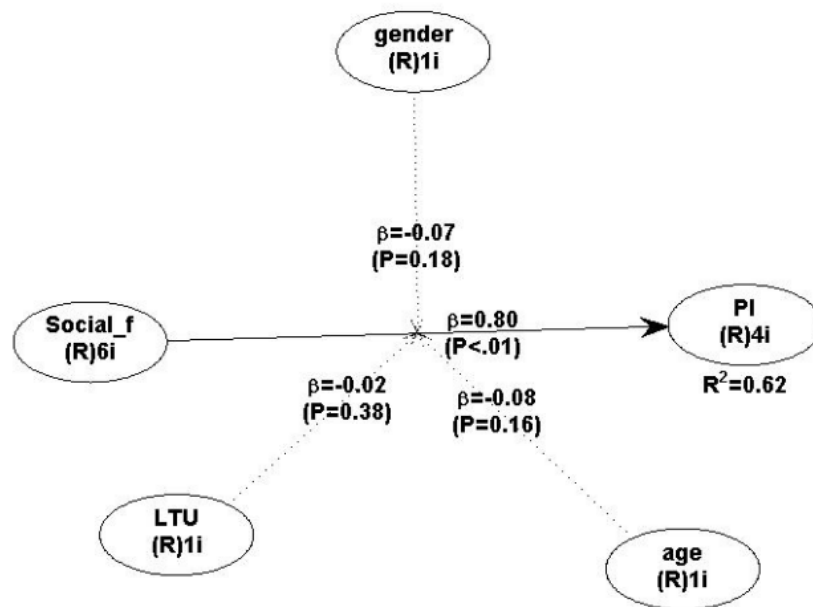 gender
(R)1i
β=-0.07
(P=0.18)
Social_f
(R)6i
β=0.80
(P<.01)
PI
(R)4i
R²=0.62
β=-0.02
(P=0.38)
β=-0.08
(P=0.16)
LTU
(R)1i
age
(R)1i